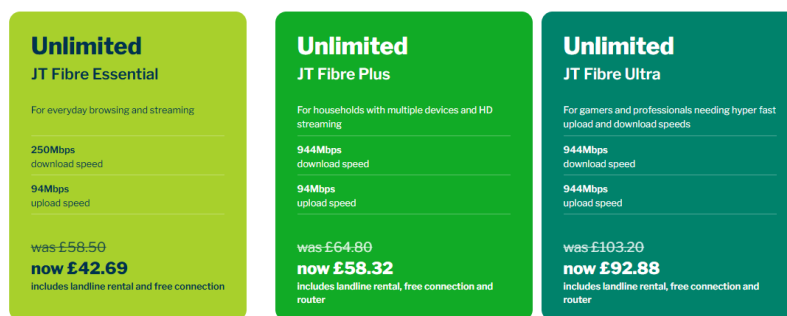 Unlimited
JT Fibre Essential
For everyday browsing and streaming
250Mbps
download speed
94Mbps
upload speed
was £58.50
now £42.69
includes landline rental and free connection
Unlimited
JT Fibre Plus
For households with multiple devices and HD
streaming
944Mbps
download speed
94Mbps
upload speed
was £64.80
now £58.32
includes landline rental, free connection and
router
Unlimited
JT Fibre Ultra
For gamers and professionals needing hyper fast
upload and download speeds
944Mbps
download speed
944Mbps
upload speed
was £103.20
now £92.88
includes landline rental, free connection and
router